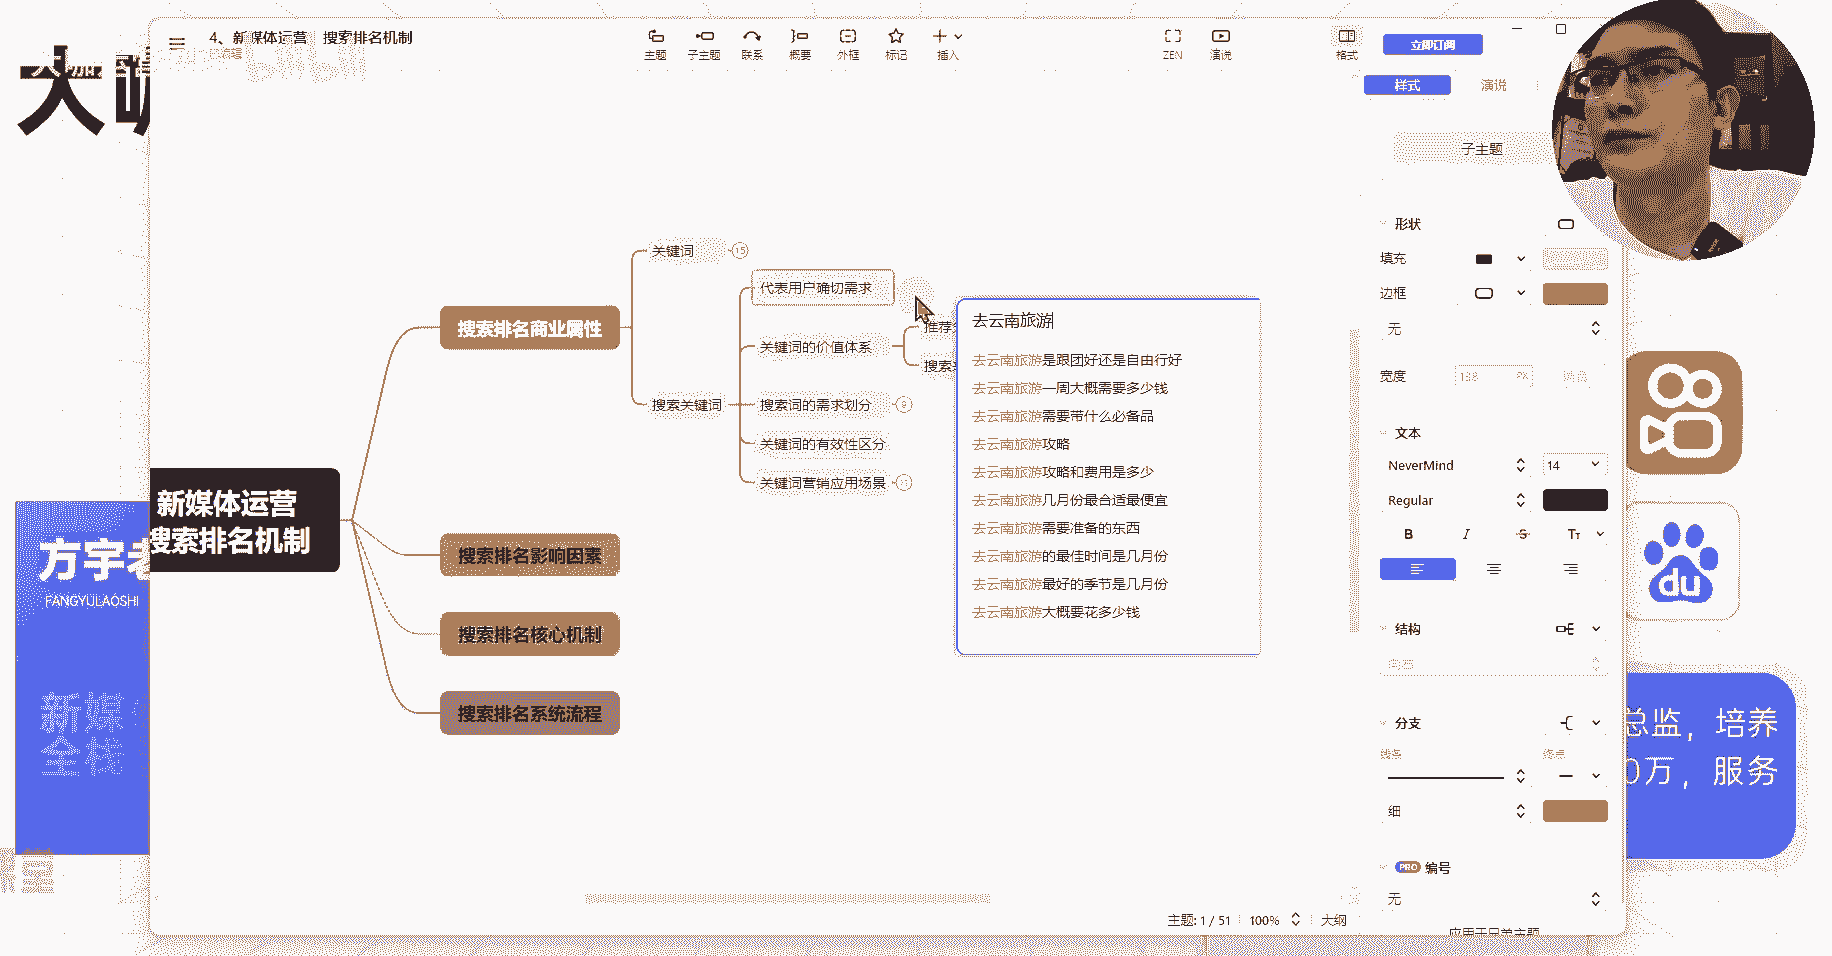 4、新媒体运营｜搜索排名机制
已编辑
主题
子主题
联系
概要
外框
标记
插入
ZEN
演说
格式
立即订阅
样式
演说
子主题
形状
填充
边框
无
宽度
138
PX
文本
NeverMind
14
Regular
B
I
S
Tт
结构
分支
线条
终点
细
PRO
编号
无
大
方宇老
FANGYULAOSHI
新媒
全栈
课堂
新媒体运营
搜索排名机制
搜索排名商业属性
搜索排名影响因素
搜索排名核心机制
搜索排名系统流程
关键词
15
搜索关键词
代表用户确切需求
关键词的价值体系
搜索词的需求划分
9
关键词的有效性区分
关键词营销应用场景
推荐
搜索
去云南旅游
去云南旅游是跟团好还是自由行好
去云南旅游一周大概需要多少钱
去云南旅游需要带什么必备品
去云南旅游攻略
去云南旅游攻略和费用是多少
去云南旅游几月份最合适最便宜
去云南旅游需要准备的东西
去云南旅游的最佳时间是几月份
去云南旅游最好的季节是几月份
去云南旅游大概要花多少钱
主题: 1 / 51
100%
大纲
du
总监，培养
0万，服务